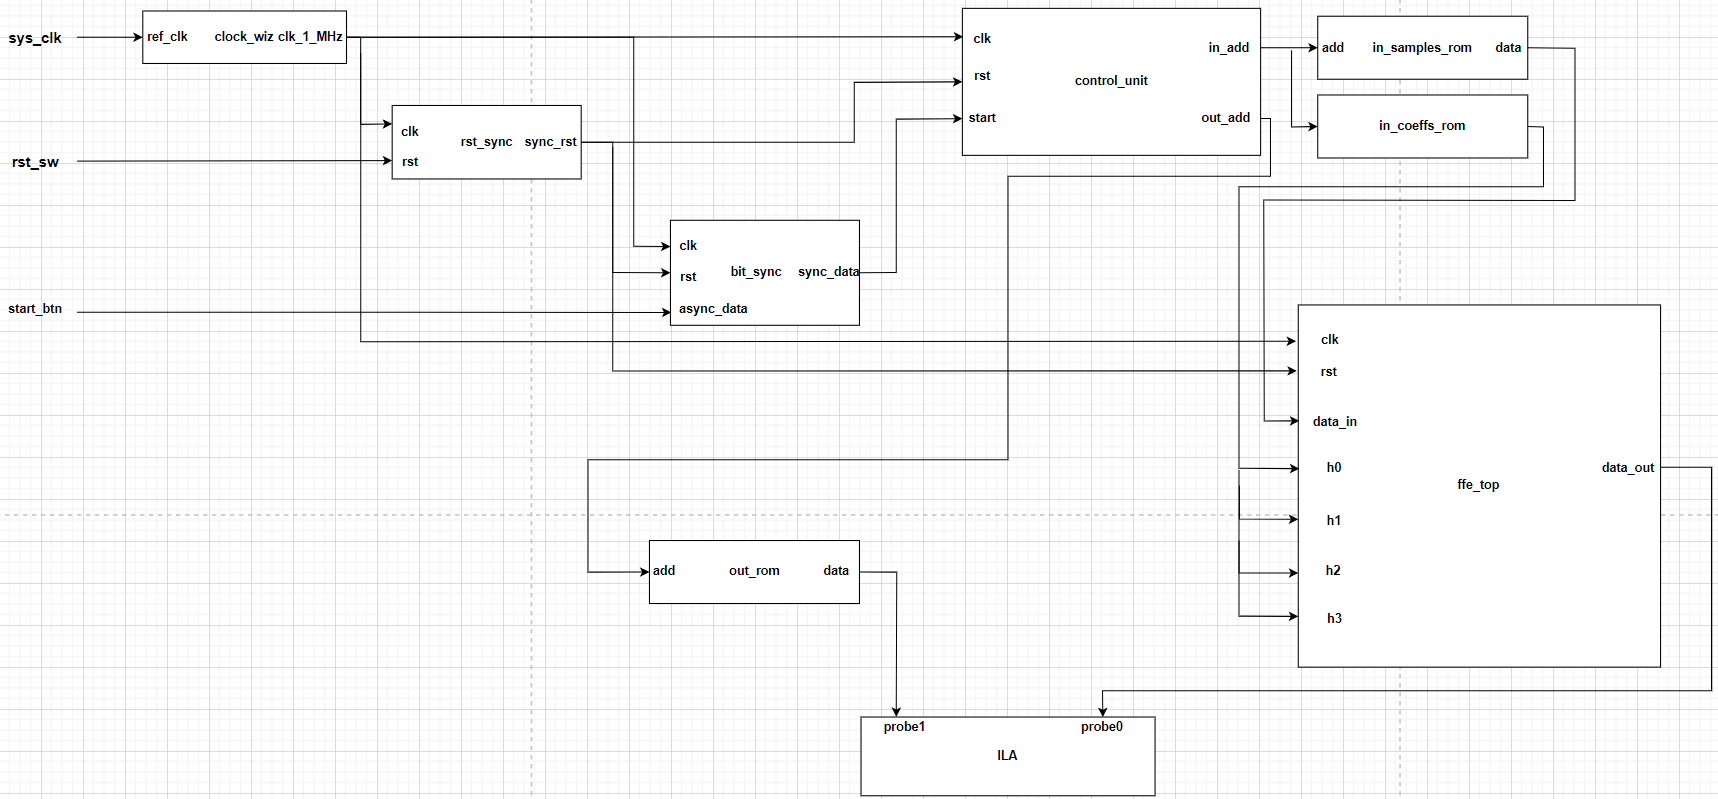 sys_clk
ref_clk clock_wiz clk_1_MHz
rst_sw
clk
rst_sync sync_rst
rst
start_btn
clk
rst
bit_sync sync_data
async_data
clk
in_add
rst
control_unit
start
out_add
add in_samples_rom data
in_coeffs_rom
clk
rst
data_in
h0
data_out
ffe_top
h1
h2
h3
add out_rom data
probe1 probe0
ILA